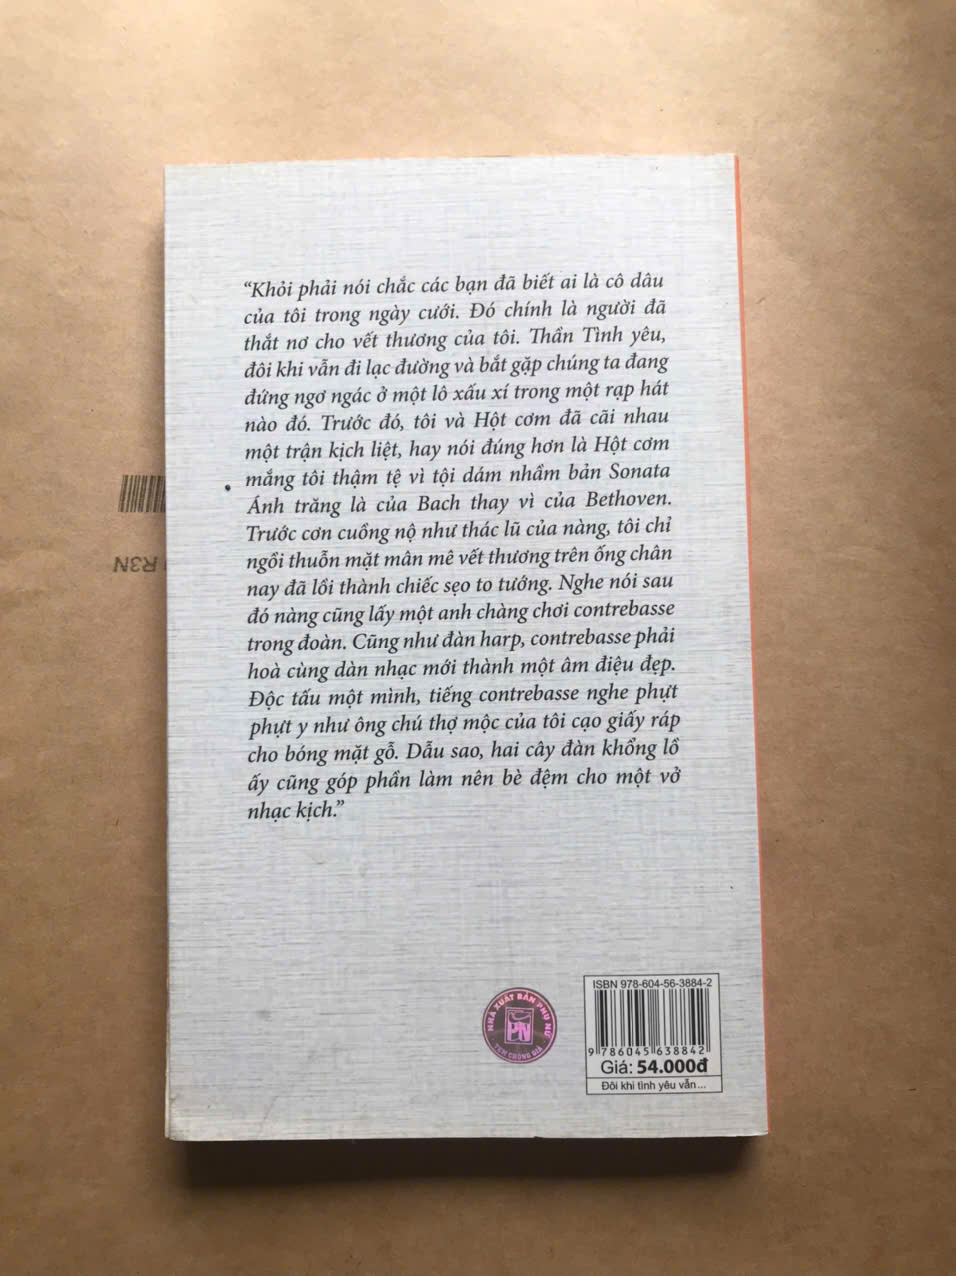 “Khỏi phải nói chắc các bạn đã biết ai là cô dâu
của tôi trong ngày cưới. Đó chính là người đã
thắt nơ cho vết thương của tôi. Thần Tình yêu,
đôi khi vẫn đi lạc đường và bắt gặp chúng ta đang
đứng ngơ ngác ở một lô xấu xí trong một rạp hát
nào đó. Trước đó, tôi và Hột cơm đã cãi nhau
một trận kịch liệt, hay nói đúng hơn là Hột cơm
mắng tôi thậm tệ vì tội dám nhầm bản Sonata
Ánh trăng là của Bach thay vì của Bethoven.
Trước cơn cuồng nộ như thác lũ của nàng, tôi chỉ
ngồi thuỗn mặt mân mê vết thương trên ống chân
nay đã lồi thành chiếc sẹo to tướng. Nghe nói sau
đó nàng cũng lấy một anh chàng chơi contrebasse
trong đoàn. Cũng như đàn harp, contrebasse phải
hoà cùng dàn nhạc mới thành một âm điệu đẹp.
Độc tấu một mình, tiếng contrebasse nghe phựt
phựt y như ông chú thợ mộc của tôi cạo giấy ráp
cho bóng mặt gỗ. Dẫu sao, hai cây đàn khổng lồ
ấy cũng góp phần làm nên bè đệm cho một vở
nhạc kịch.”
R3N
NHÀ XUẤT BẢN PHỤ NỮ
PN
TEM CHỐNG GIẢ
ISBN 978-604-56-3884-2
9 786045 638842
Giá: 54.000đ
Đôi khi tình yêu vẫn...